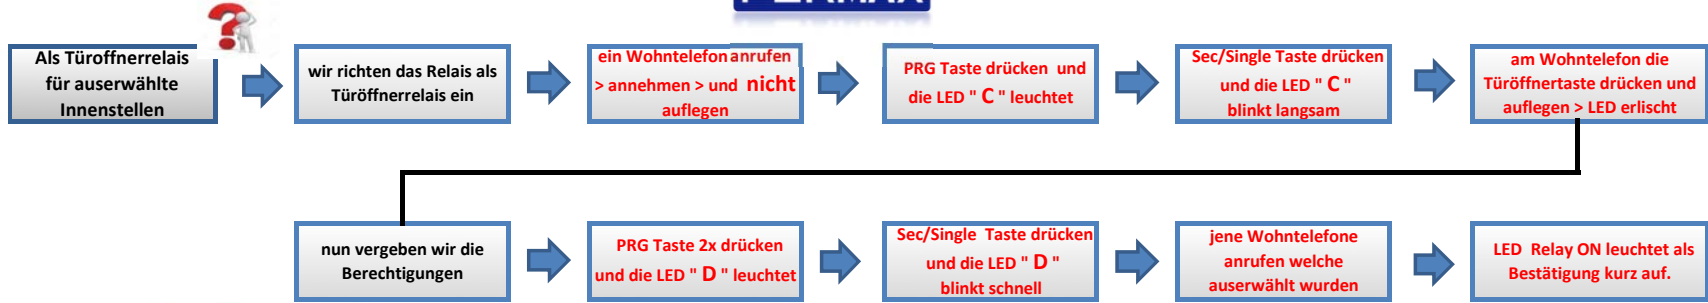 FERMAX
Als Türoffnerrelais
für auserwählte
Innenstellen
wir richten das Relais als
Türöffnerrelais ein
ein Wohntelefon anrufen
> annehmen > und nicht
auflegen
PRG Taste drücken und
die LED " C " leuchtet
Sec/Single Taste drücken
und die LED " C "
blinkt langsam
am Wohntelefon die
Türöffnertaste drücken und
auflegen > LED erlischt
nun vergeben wir die
Berechtigungen
PRG Taste 2x drücken
und die LED " D " leuchtet
Sec/Single Taste drücken
und die LED " D "
blinkt schnell
jene Wohntelefone
anrufen welche
auserwählt wurden
LED Relay ON leuchtet als
Bestätigung kurz auf.